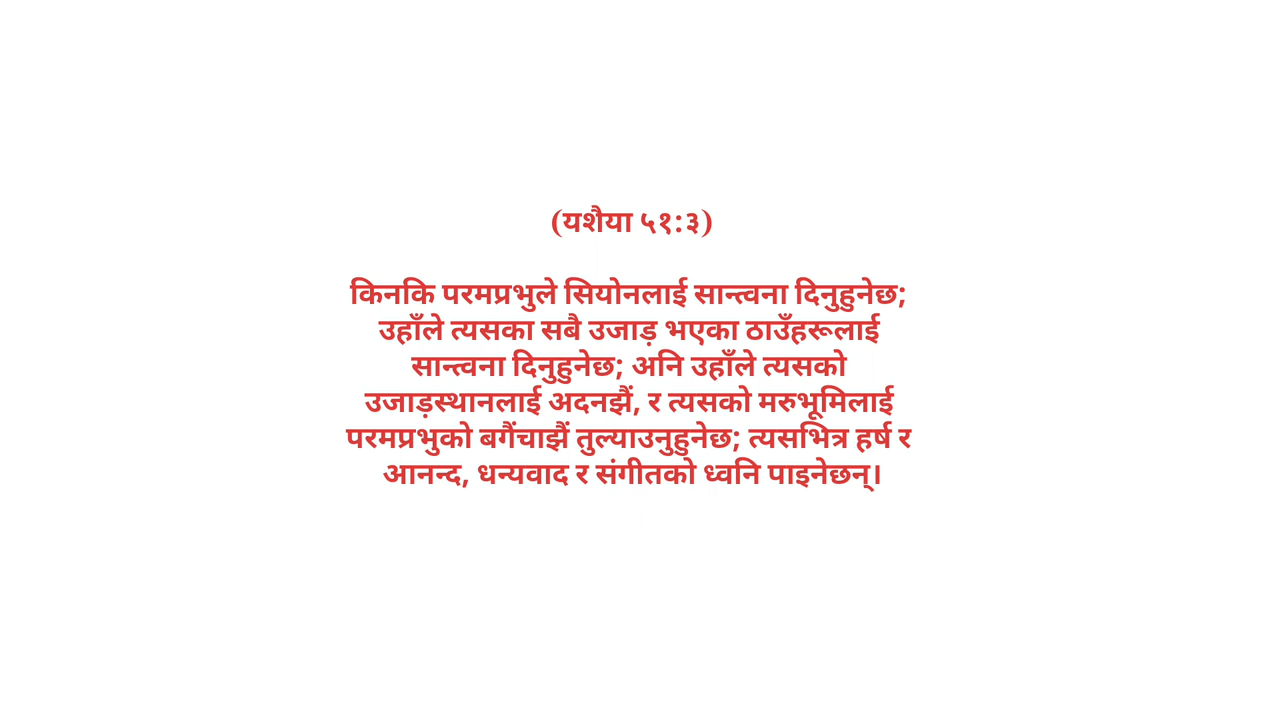 (यशैया ५१:३)
किनकि परमप्रभुले सियोनलाई सान्त्वना दिनुहुनेछ;
उहाँले त्यसका सबै उजाड़ भएका ठाउँहरूलाई
सान्त्वना दिनुहुनेछ; अनि उहाँले त्यसको
उजाड़स्थानलाई अदनझैं, र त्यसको मरुभूमिलाई
परमप्रभुको बगैंचाझैं तुल्याउनुहुनेछ; त्यसभित्र हर्ष र
आनन्द, धन्यवाद र संगीतको ध्वनि पाइनेछन्।